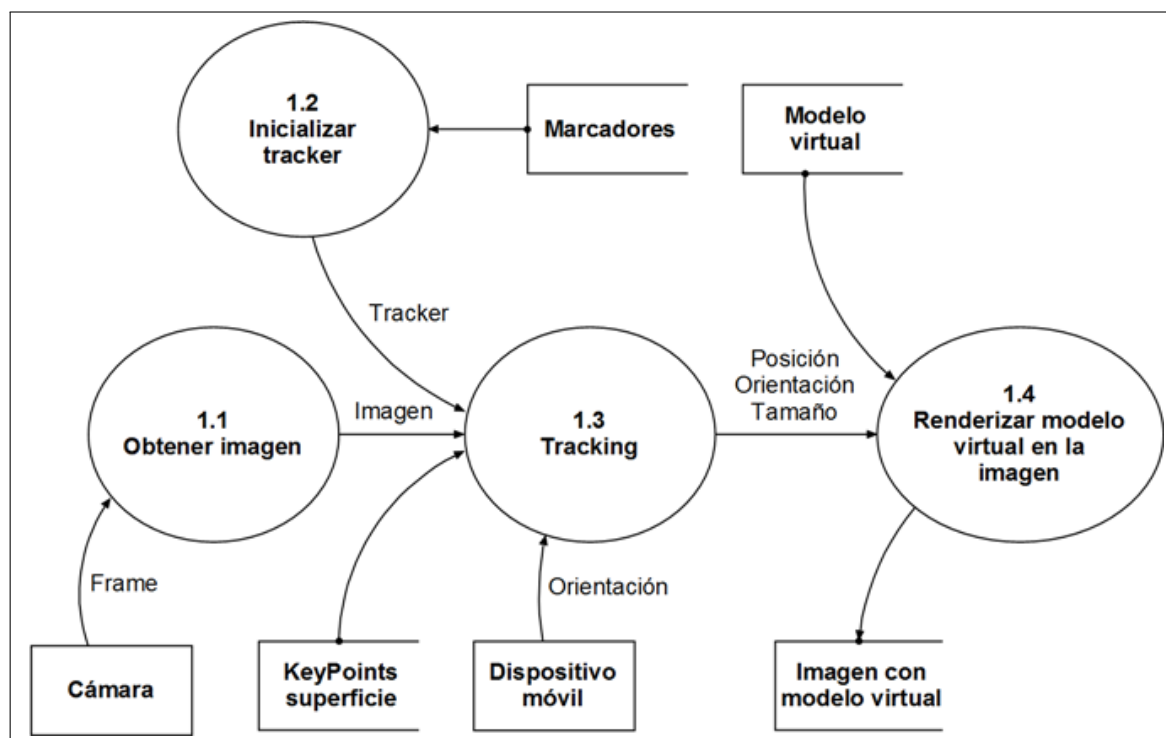 1.2
Inicializar
tracker
Marcadores
Modelo
virtual
Tracker
1.1
Obtener imagen
Imagen
1.3
Tracking
Posición
Orientación
Tamaño
1.4
Renderizar modelo
virtual en la
imagen
Frame
Orientación
Cámara
KeyPoints
superficie
Dispositivo
móvil
Imagen con
modelo virtual